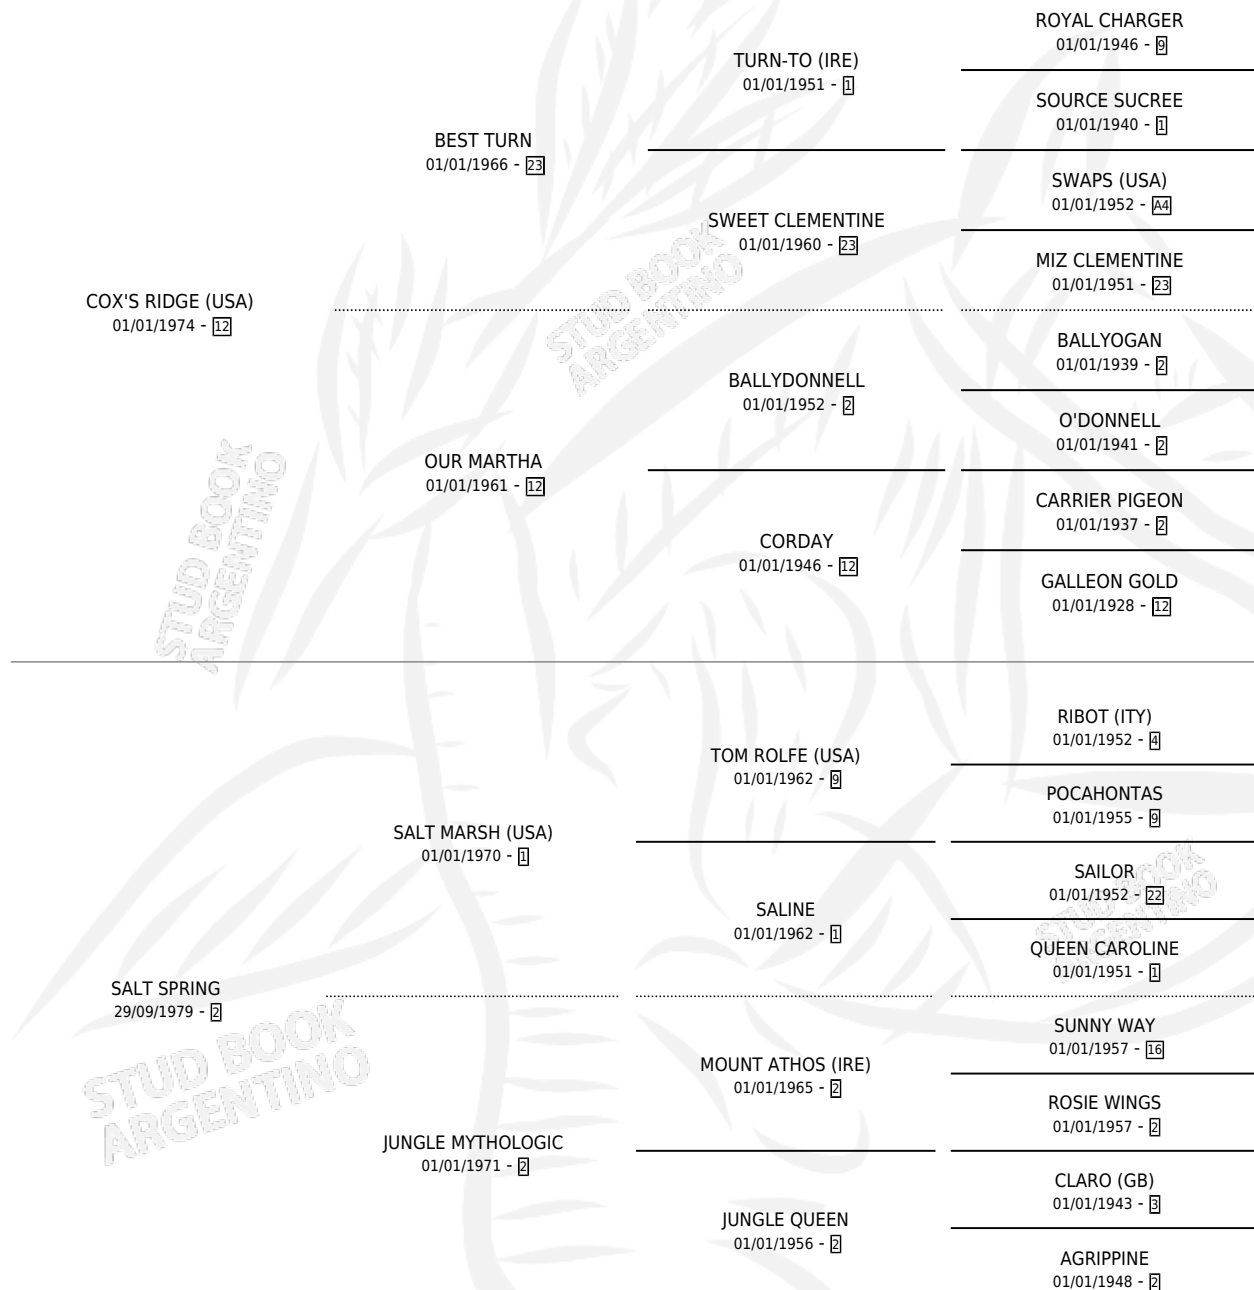 ROYAL CHARGER
01/01/1946 - 9
TURN-TO (IRE)
01/01/1951 - 1
SOURCE SUCREE
01/01/1940 - 1
BEST TURN
01/01/1966 - 23
SWAPS (USA)
01/01/1952 - A4
SWEET CLEMENTINE
01/01/1960 - 23
MIZ CLEMENTINE
01/01/1951 - 23
COX'S RIDGE (USA)
01/01/1974 - 12
STUD BOOK
ARGENTINO
BALLYOGAN
01/01/1939 - 2
BALLYDONNELL
01/01/1952 - 2
O'DONNELL
01/01/1941 - 2
OUR MARTHA
01/01/1961 - 12
CARRIER PIGEON
01/01/1937 - 2
CORDAY
01/01/1946 - 12
GALLEON GOLD
01/01/1928 - 12
STUD BOOK
ARGENTINO
RIBOT (ITY)
01/01/1952 - 4
TOM ROLFE (USA)
01/01/1962 - 9
POCAHONTAS
01/01/1955 - 9
SALT MARSH (USA)
01/01/1970 - 1
SAILOR
01/01/1952 - 22
SALINE
01/01/1962 - 1
QUEEN CAROLINE
01/01/1951 - 1
STUD BOOK
ARGENTINO
SALT SPRING
29/09/1979 - 2
SUNNY WAY
01/01/1957 - 16
MOUNT ATHOS (IRE)
01/01/1965 - 2
ROSIE WINGS
01/01/1957 - 2
STUD BOOK
ARGENTINO
JUNGLE MYTHOLOGIC
01/01/1971 - 2
CLARO (GB)
01/01/1943 - 3
JUNGLE QUEEN
01/01/1956 - 2
AGRIPPINE
01/01/1948 - 2